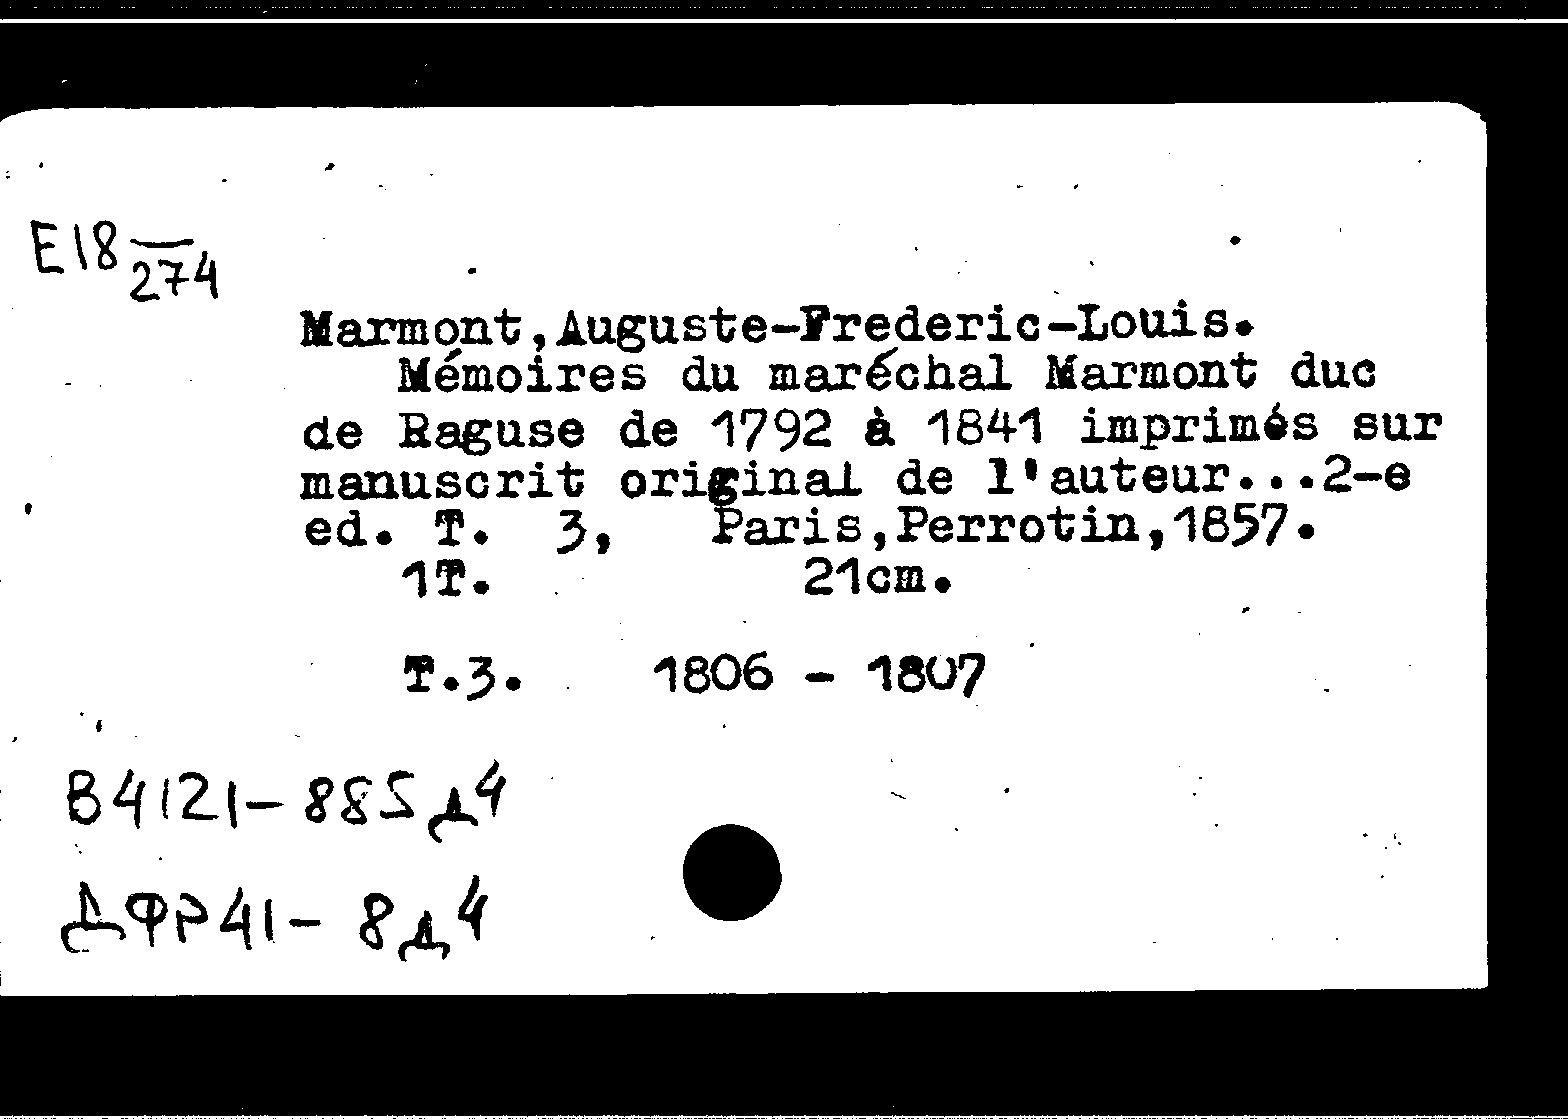 E18 274
Marmont,Auguste-Frederic-Louis.
Mémoires du maréchal Marmont duc
de Raguse de 1792 à 1841 imprimés sur
manuscrit original de l'auteur...2-e
ed. T. 3, Paris,Perrotin,1857.
1T. 21cm.
T.3. 1806 - 1807
В4121-885д4
ДФР41-8д4